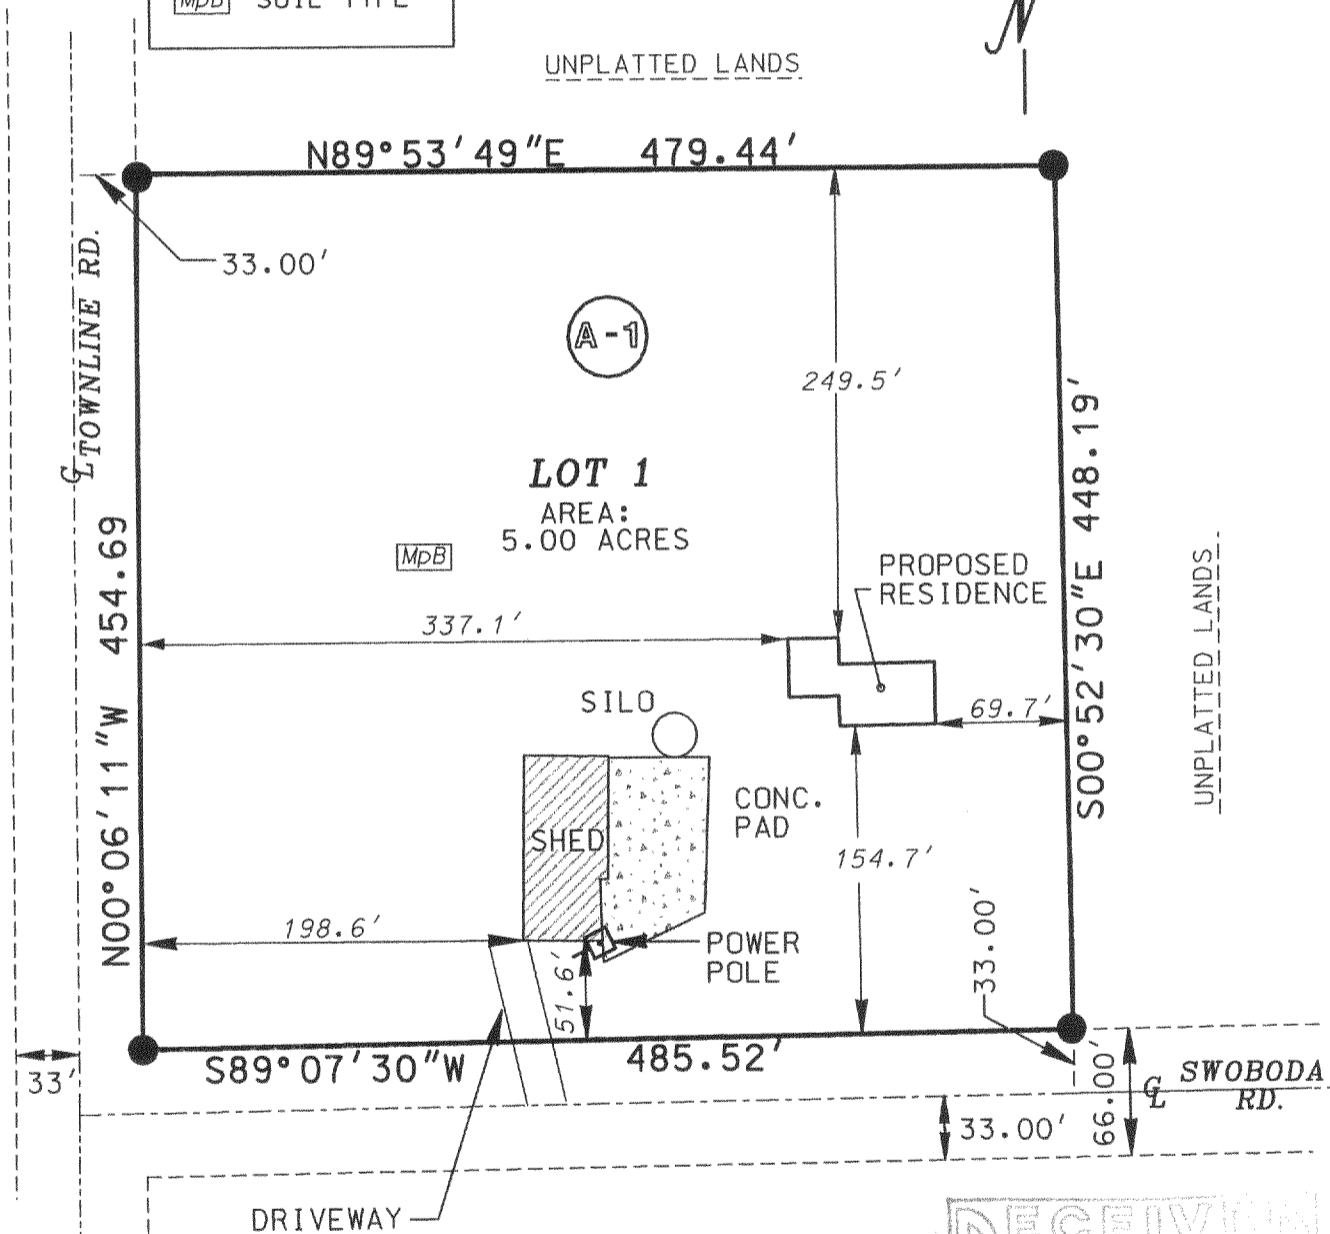 MpB SOIL TYPE
N
UNPLATTED LANDS
N89°53'49"E 479.44'
33.00'
℄ TOWNLINE RD.
A-1
249.5'
LOT 1
AREA:
5.00 ACRES
MpB
PROPOSED
RESIDENCE
S00°52'30"E 448.19'
UNPLATTED LANDS
N00°06'11"W 454.69
337.1'
69.7'
SILO
CONC.
PAD
SHED
154.7'
198.6'
POWER
POLE
51.6'
33.00'
S89°07'30"W 485.52'
33'
66.00'
℄ SWOBODA
RD.
33.00'
DRIVEWAY